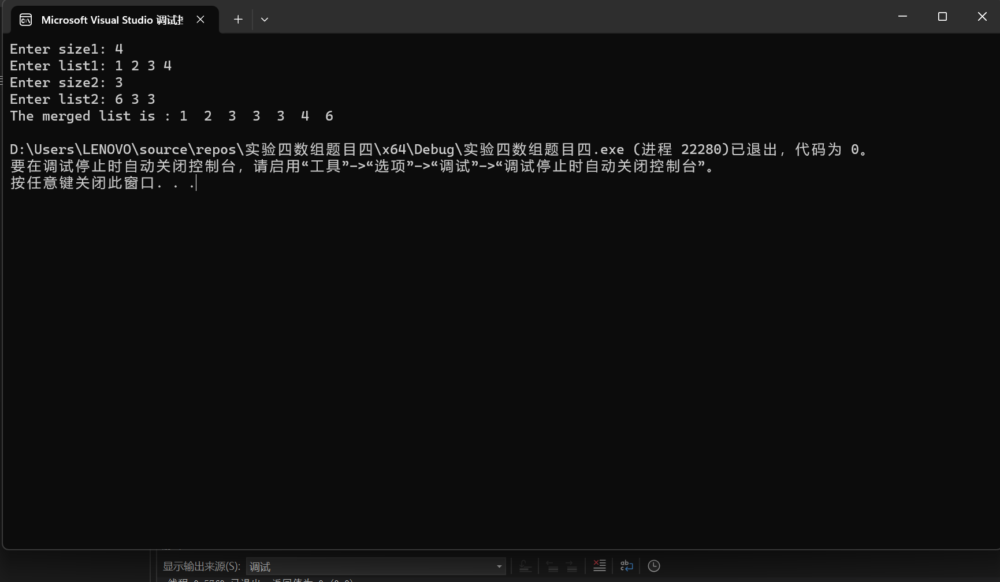 Microsoft Visual Studio 调试
Enter size1: 4
Enter list1: 1 2 3 4
Enter size2: 3
Enter list2: 6 3 3
The merged list is : 1  2  3  3  3  4  6
D:\Users\LENOVO\source\repos\实验四数组题目四\x64\Debug\实验四数组题目四.exe (进程 22280)已退出，代码为 0。
要在调试停止时自动关闭控制台，请启用“工具”->“选项”->“调试”->“调试停止时自动关闭控制台”。
按任意键关闭此窗口. . .
显示输出来源(S): 调试